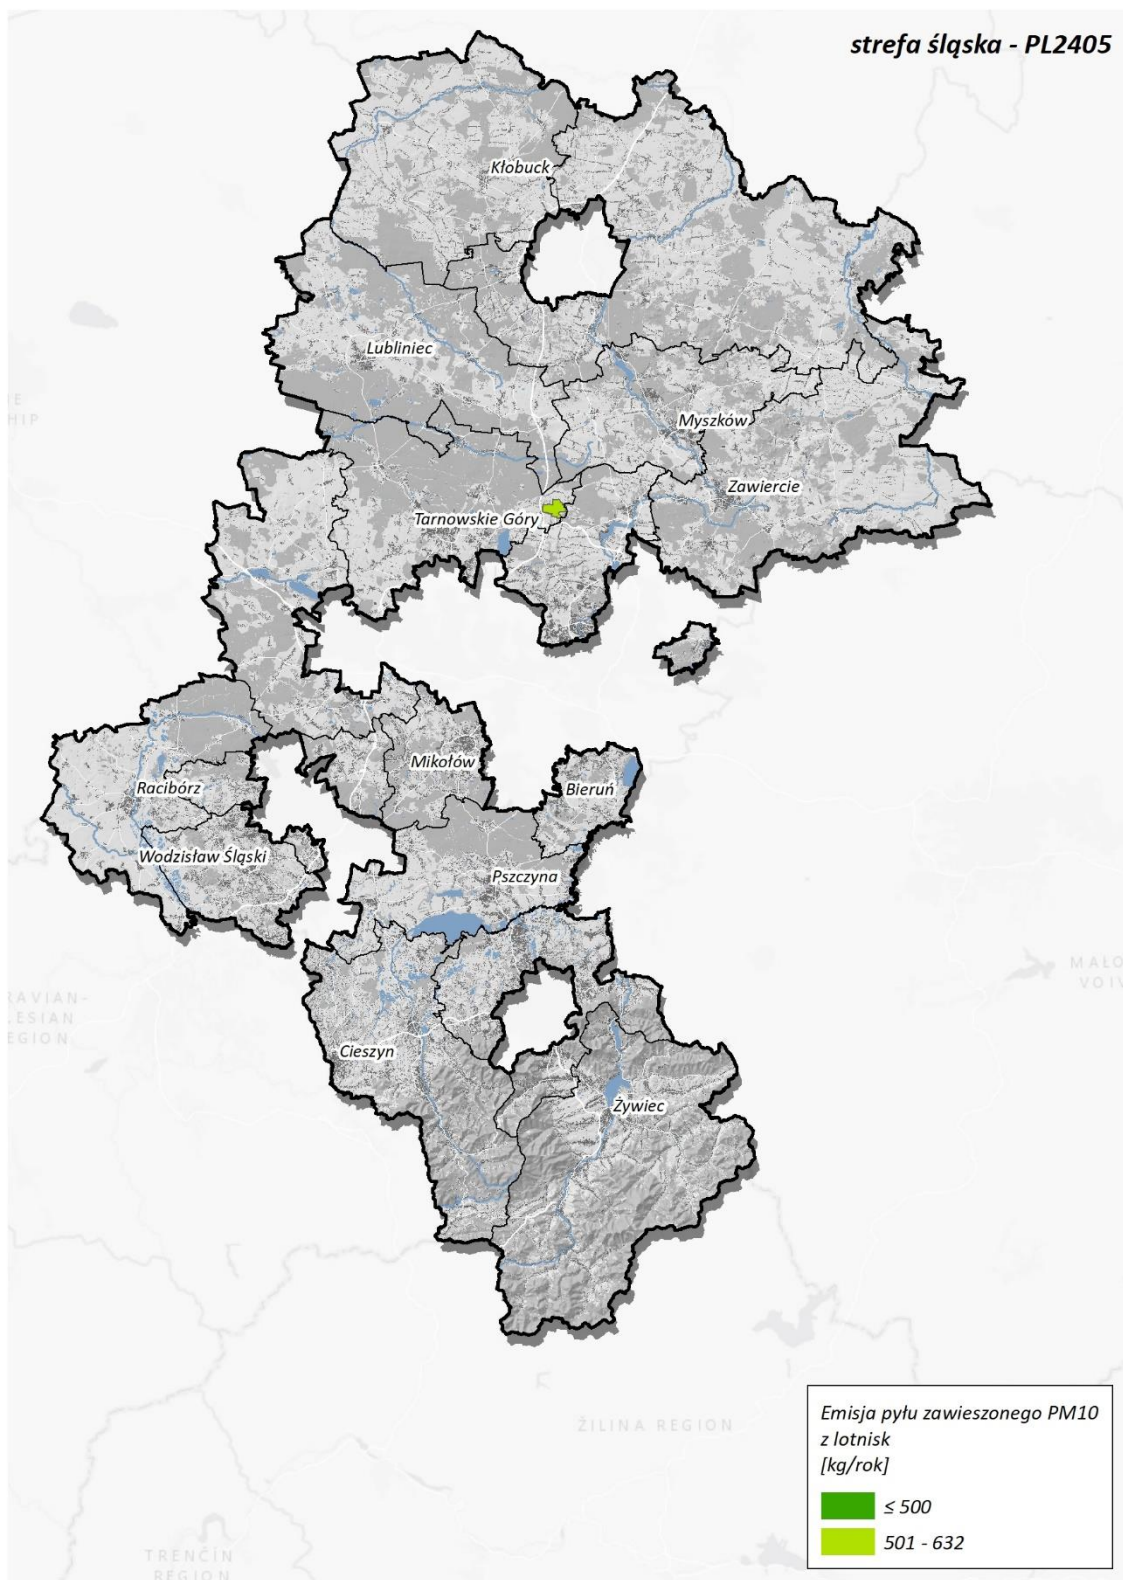 strefa śląska - PL2405
Kłobuck
Lubliniec
Myszków
Zawiercie
Tarnowskie Góry
Mikołów
Bieruń
Racibórz
Wodzisław Śląski
Pszczyna
Cieszyn
Żywiec
ŽILINA REGION
TRENČÍN
REGION
Emisja pyłu zawieszonego PM10
z lotnisk
[kg/rok]
≤ 500
501 - 632